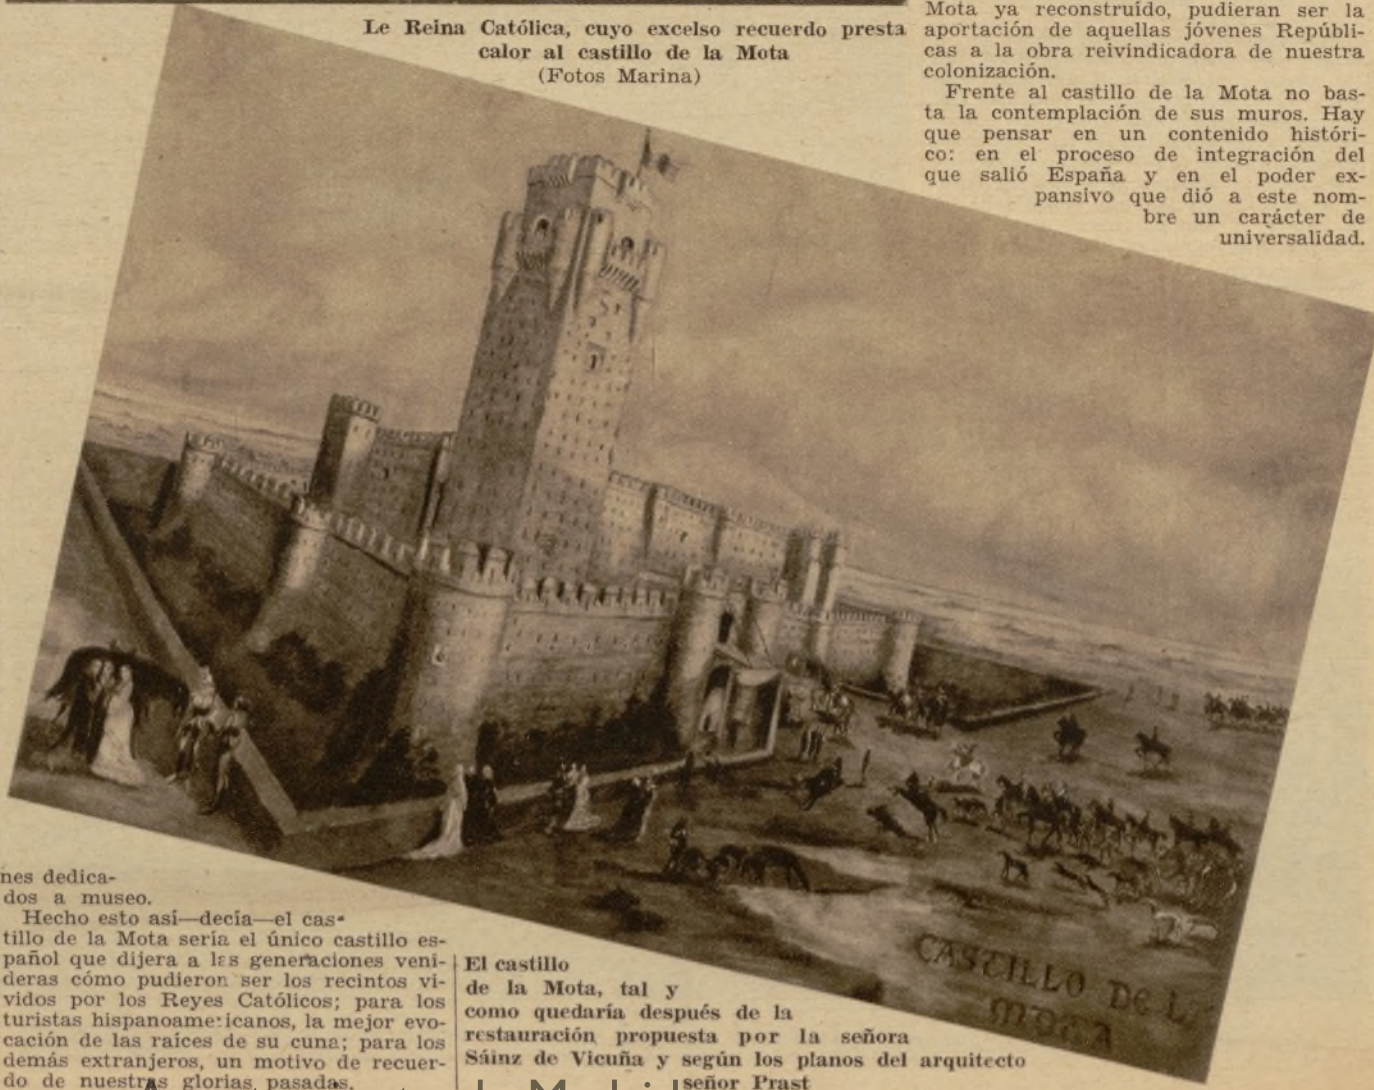 Le Reina Católica, cuyo excelso recuerdo presta
calor al castillo de la Mota
(Fotos Marina)
Mota ya reconstruído, pudieran ser la
aportación de aquellas jóvenes Repúbli-
cas a la obra reivindicadora de nuestra
colonización.
Frente al castillo de la Mota no bas-
ta la contemplación de sus muros. Hay
que pensar en un contenido históri-
co: en el proceso de integración del
que salió España y en el poder ex-
pansivo que dió a este nom-
bre un carácter de
universalidad.
CASTILLO DE LA
MOTA
nes dedica-
dos a museo.
Hecho esto así—decía—el cas-
tillo de la Mota sería el único castillo es-
pañol que dijera a las generaciones veni-
deras cómo pudieron ser los recintos vi-
vidos por los Reyes Católicos; para los
turistas hispanoamericanos, la mejor evo-
cación de las raíces de su cuna; para los
demás extranjeros, un motivo de recuer-
do de nuestras glorias pasadas.
El castillo
de la Mota, tal y
como quedaría después de la
restauración propuesta por la señora
Sáinz de Vicuña y según los planos del arquitecto
señor Prast